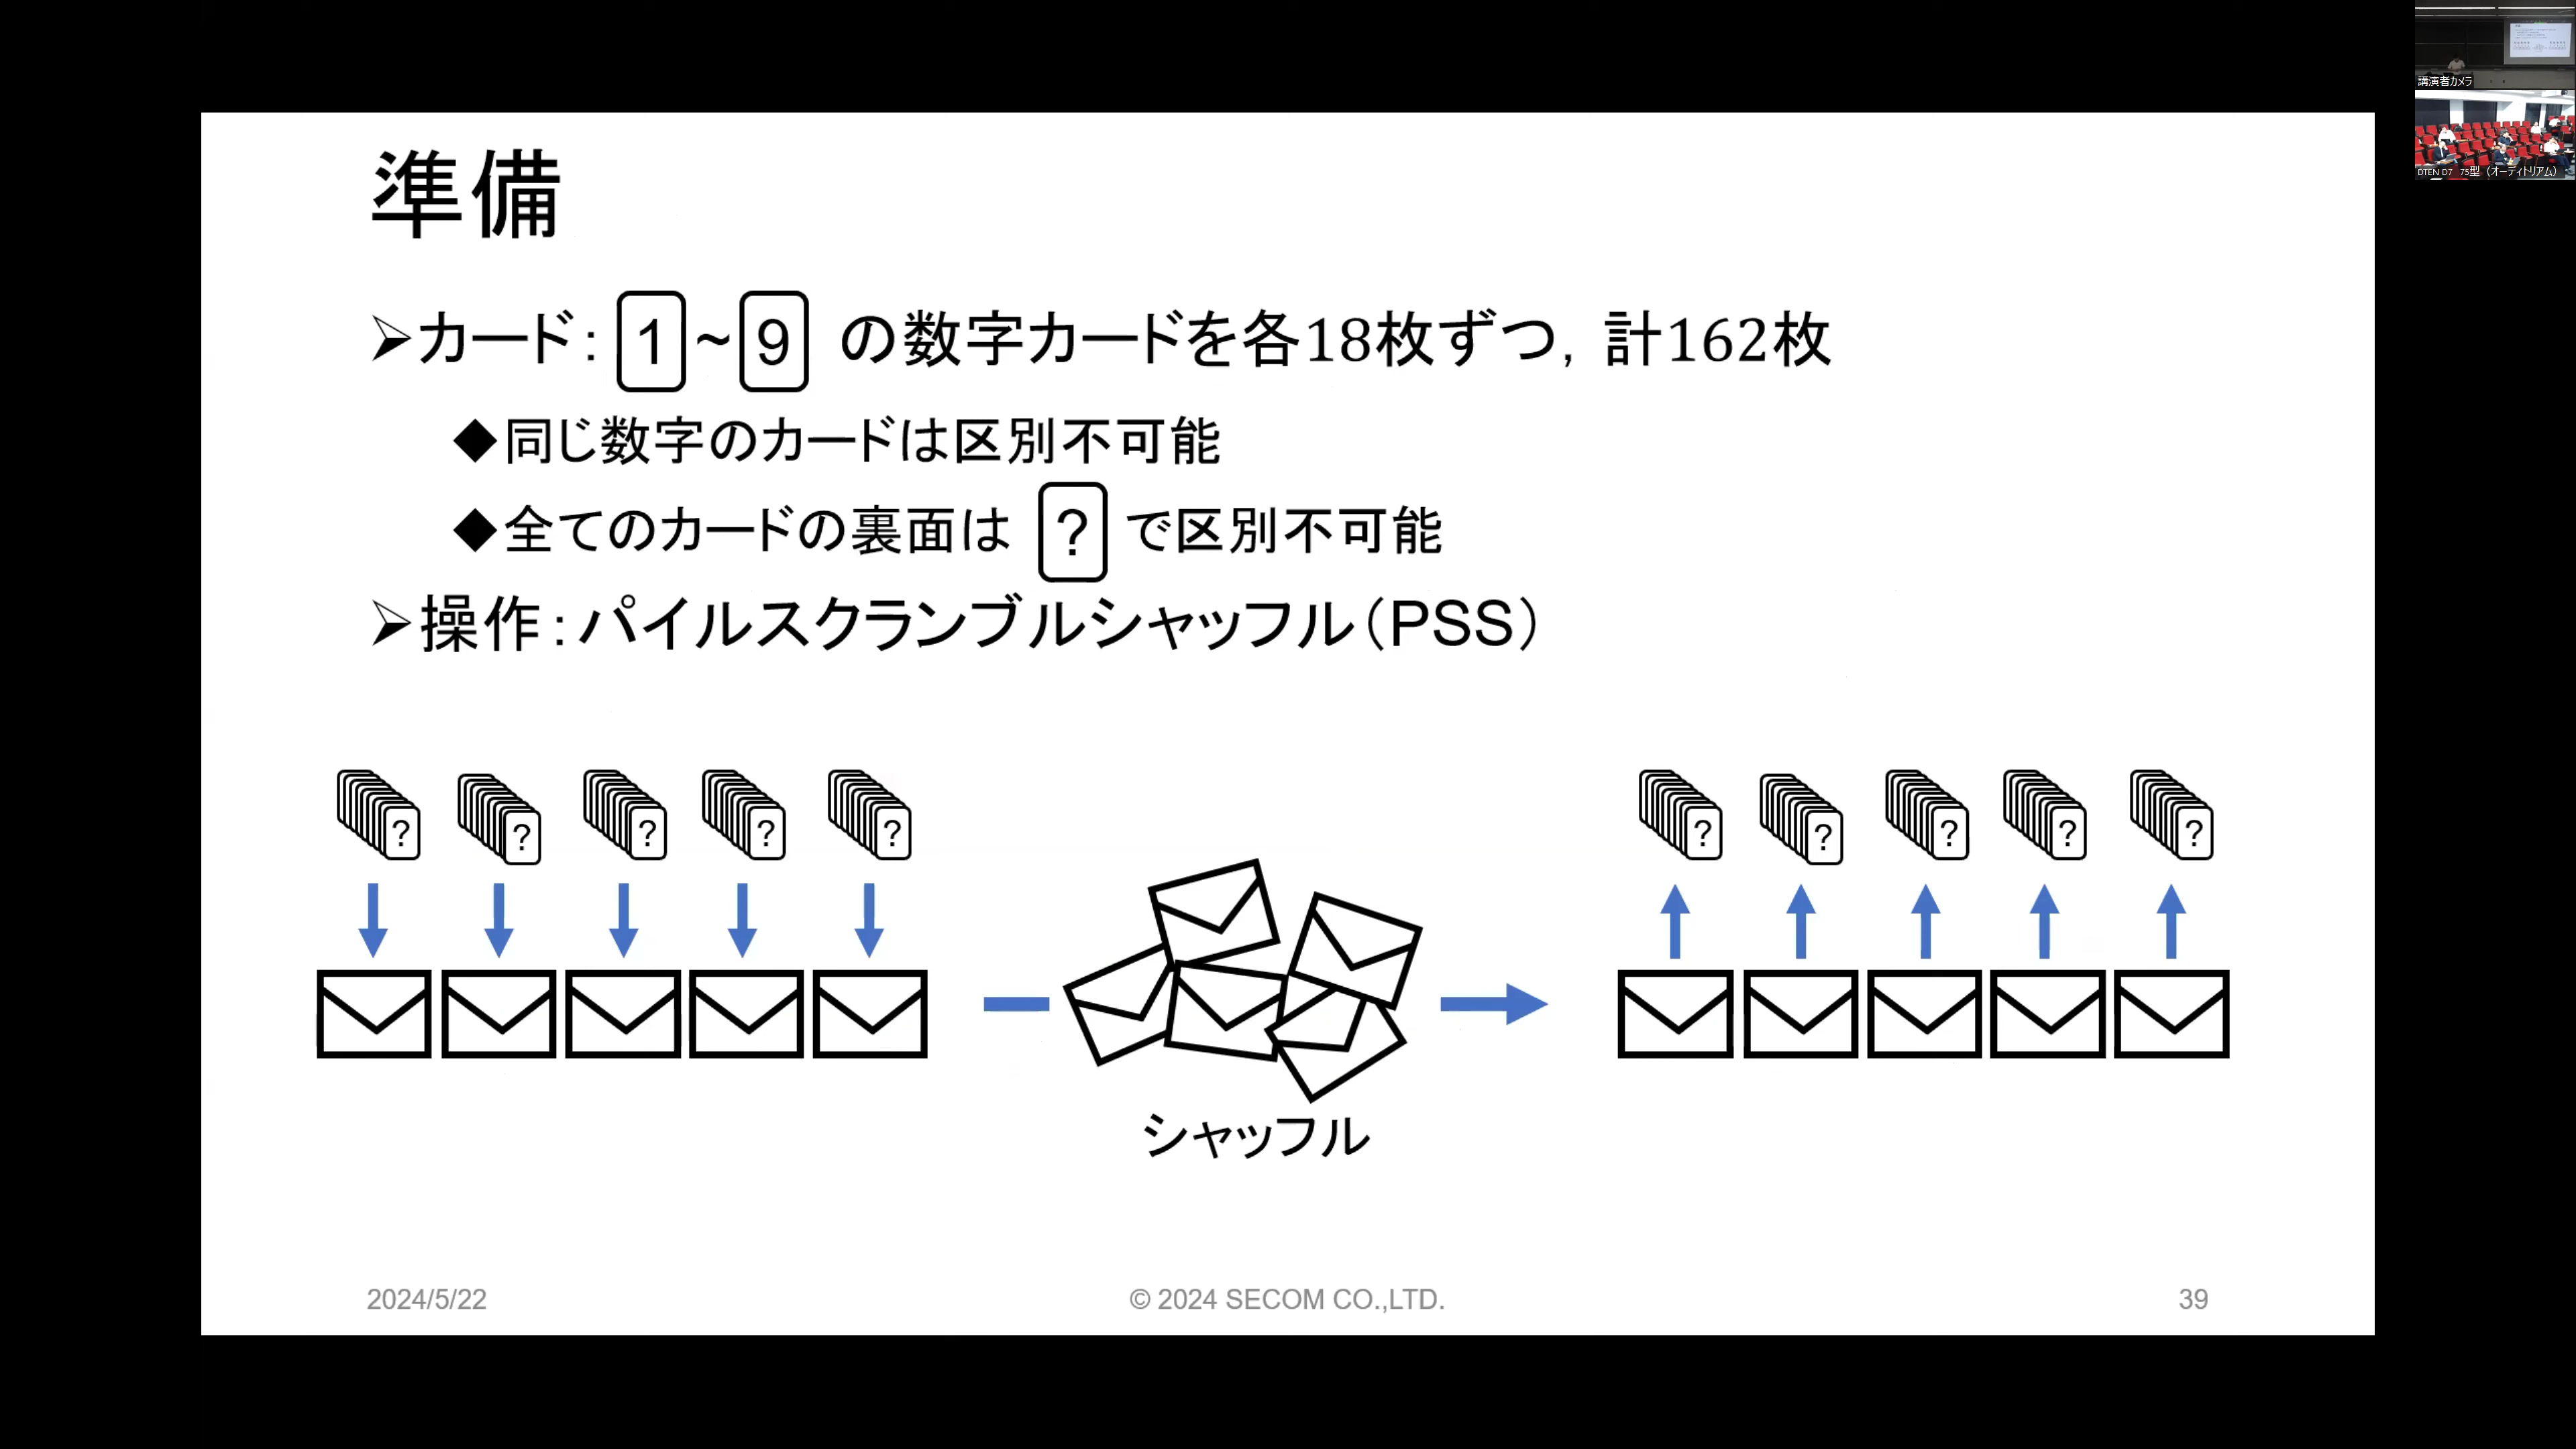 準備
➢カード：1～9 の数字カードを各18枚ずつ，計162枚
◆同じ数字のカードは区別不可能
◆全てのカードの裏面は ? で区別不可能
➢操作：パイルスクランブルシャッフル（PSS）
? ? ? ? ? ? ? ? ? ?
シャッフル
2024/5/22 © 2024 SECOM CO.,LTD. 39
講演者カメラ
DTEN D7 75型（オーディトリアム）